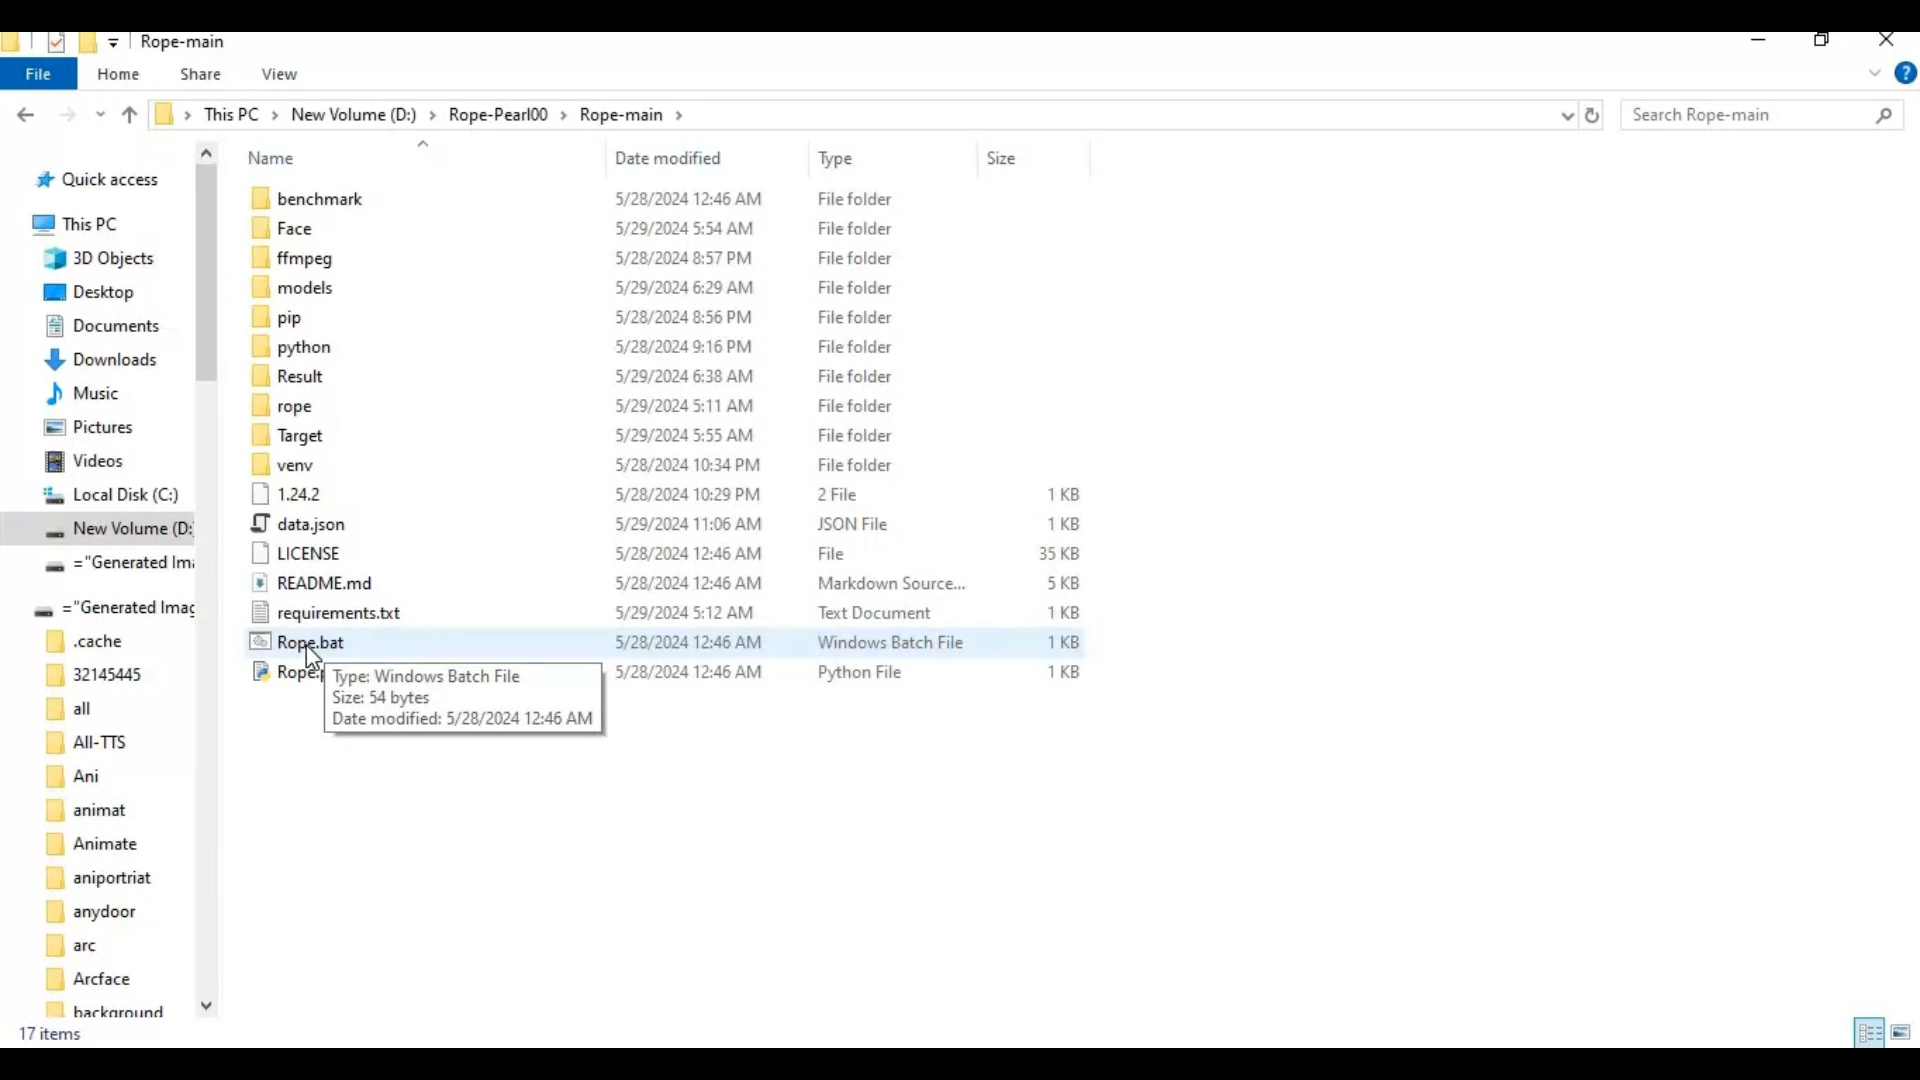 Rope-main
File Home Share View
This PC New Volume (D:) Rope-Pearl00 Rope-main Search Rope-main
Name Date modified Type Size
Quick access
This PC
3D Objects
Desktop
Documents
Downloads
Music
Pictures
Videos
Local Disk (C:)
New Volume (D:
="Generated Ima
="Generated Imag
.cache
32145445
all
All-TTS
Ani
animat
Animate
aniportriat
anydoor
arc
Arcface
background
benchmark 5/28/2024 12:46 AM File folder
Face 5/29/2024 5:54 AM File folder
ffmpeg 5/28/2024 8:57 PM File folder
models 5/29/2024 6:29 AM File folder
pip 5/28/2024 8:56 PM File folder
python 5/28/2024 9:16 PM File folder
Result 5/29/2024 6:38 AM File folder
rope 5/29/2024 5:11 AM File folder
Target 5/29/2024 5:55 AM File folder
venv 5/28/2024 10:34 PM File folder
1.24.2 5/28/2024 10:29 PM 2 File 1 KB
data.json 5/29/2024 11:06 AM JSON File 1 KB
LICENSE 5/28/2024 12:46 AM File 35 KB
README.md 5/28/2024 12:46 AM Markdown Source... 5 KB
requirements.txt 5/29/2024 5:12 AM Text Document 1 KB
Rope.bat 5/28/2024 12:46 AM Windows Batch File 1 KB
Rope. 5/28/2024 12:46 AM Python File 1 KB
Type: Windows Batch File
Size: 54 bytes
Date modified: 5/28/2024 12:46 AM
17 items